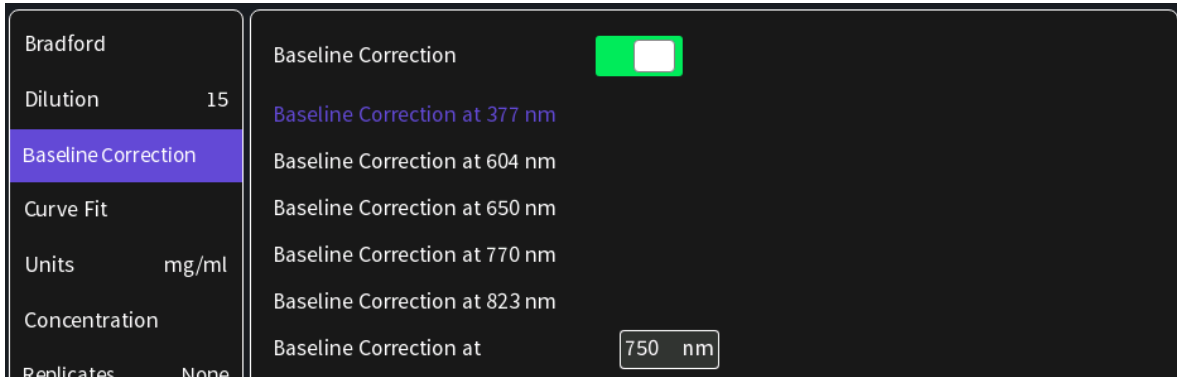 Bradford
Dilution 15
Baseline Correction
Curve Fit
Units mg/ml
Concentration
Replicates None
Baseline Correction
Baseline Correction at 377 nm
Baseline Correction at 604 nm
Baseline Correction at 650 nm
Baseline Correction at 770 nm
Baseline Correction at 823 nm
Baseline Correction at 750 nm